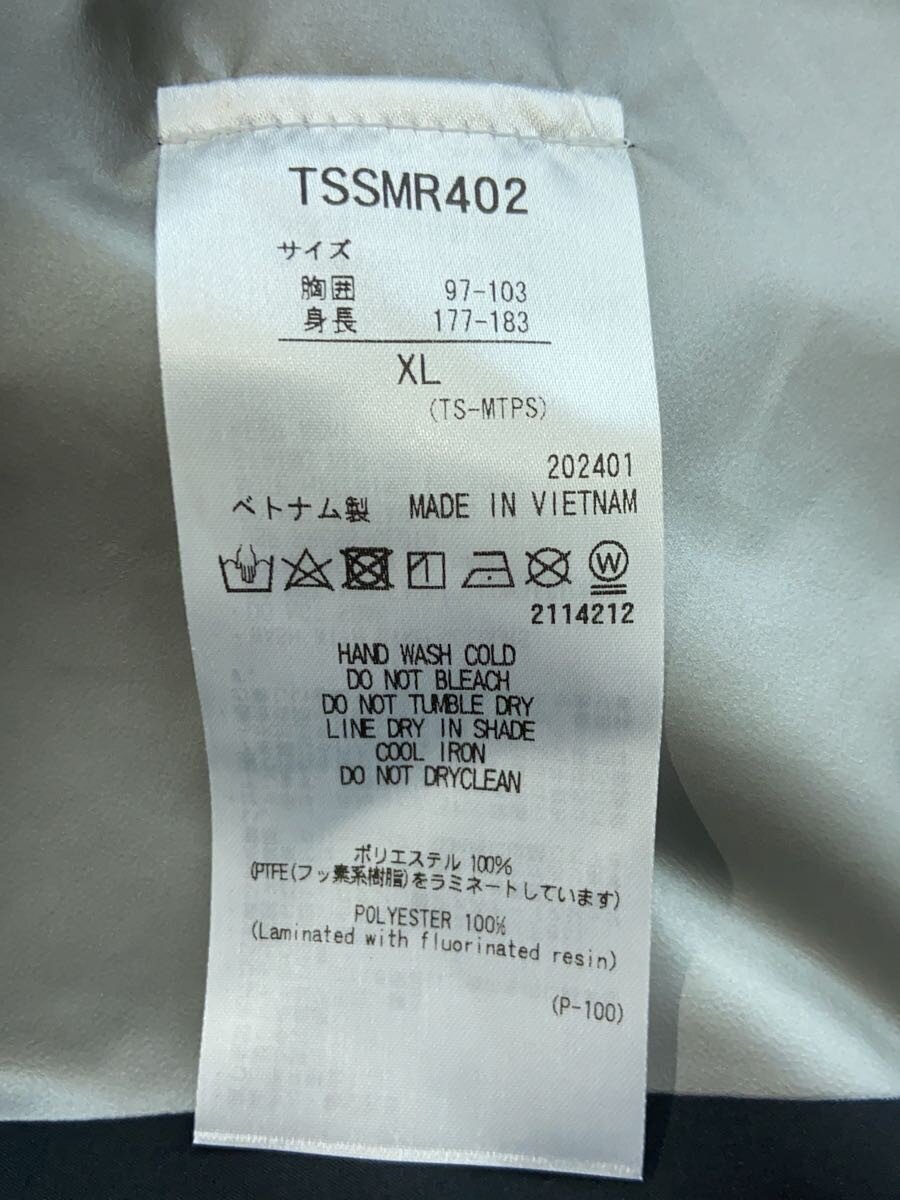 TSSMR402
サイズ
胸囲 97-103
身長 177-183
XL
(TS-MTPS)
202401
ベトナム製 MADE IN VIETNAM
W
2114212
HAND WASH COLD
DO NOT BLEACH
DO NOT TUMBLE DRY
LINE DRY IN SHADE
COOL IRON
DO NOT DRYCLEAN
ポリエステル 100%
(PTFE(フッ素系樹脂)をラミネートしています)
POLYESTER 100%
(Laminated with fluorinated resin)
(P-100)